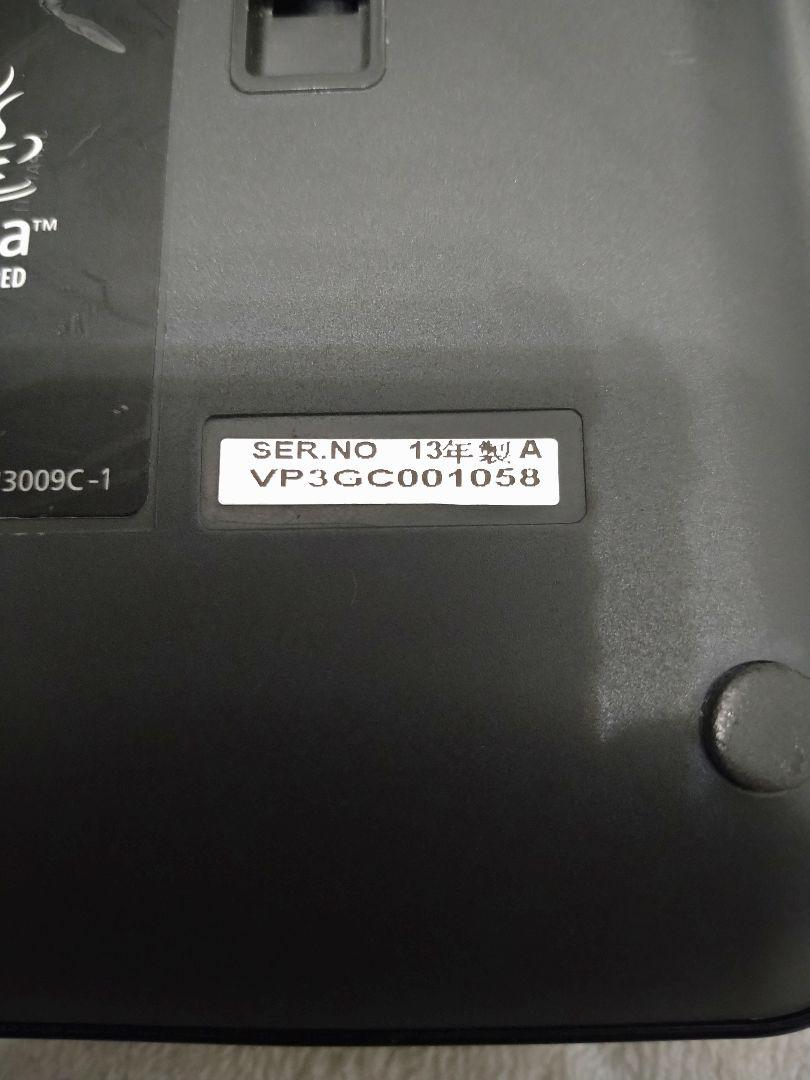 a™
ED
3009C-1
SER.NO 13年製 A
VP3GC001058